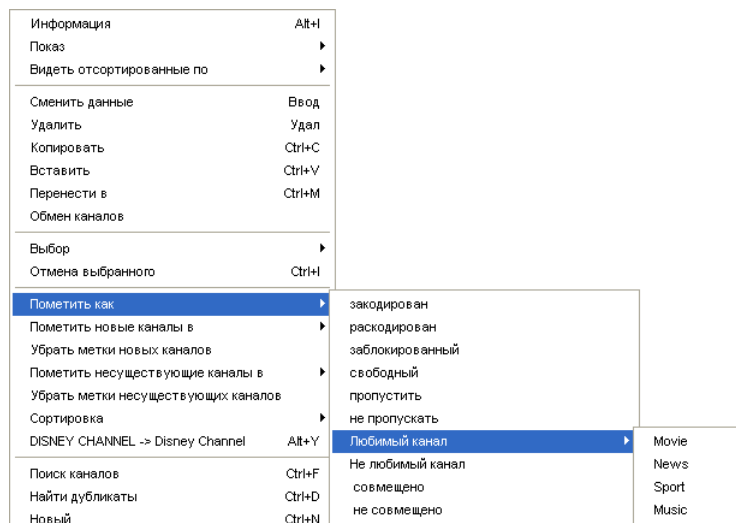 Информация Alt+I
Показ
Видеть отсортированные по
Сменить данные Ввод
Удалить Удал
Копировать Ctrl+C
Вставить Ctrl+V
Перенести в Ctrl+M
Обмен каналов
Выбор
Отмена выбранного Ctrl+I
Пометить как
Пометить новые каналы в
Убрать метки новых каналов
Пометить несуществующие каналы в
Убрать метки несуществующих каналов
Сортировка
DISNEY CHANNEL -> Disney Channel Alt+Y
Поиск каналов Ctrl+F
Найти дубликаты Ctrl+D
Новый Ctrl+N
закодирован
раскодирован
заблокированный
свободный
пропустить
не пропускать
Любимый канал
Не любимый канал
совмещено
не совмещено
Movie
News
Sport
Music